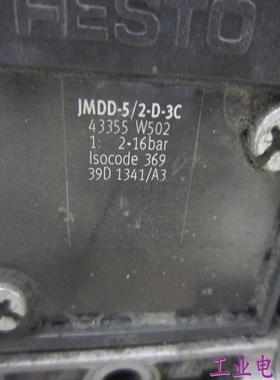 FESTO
JMDD-5/2-D-3C
43355 W502
1: 2-16bar
Isocode 369
39D 1341/A3
工业电